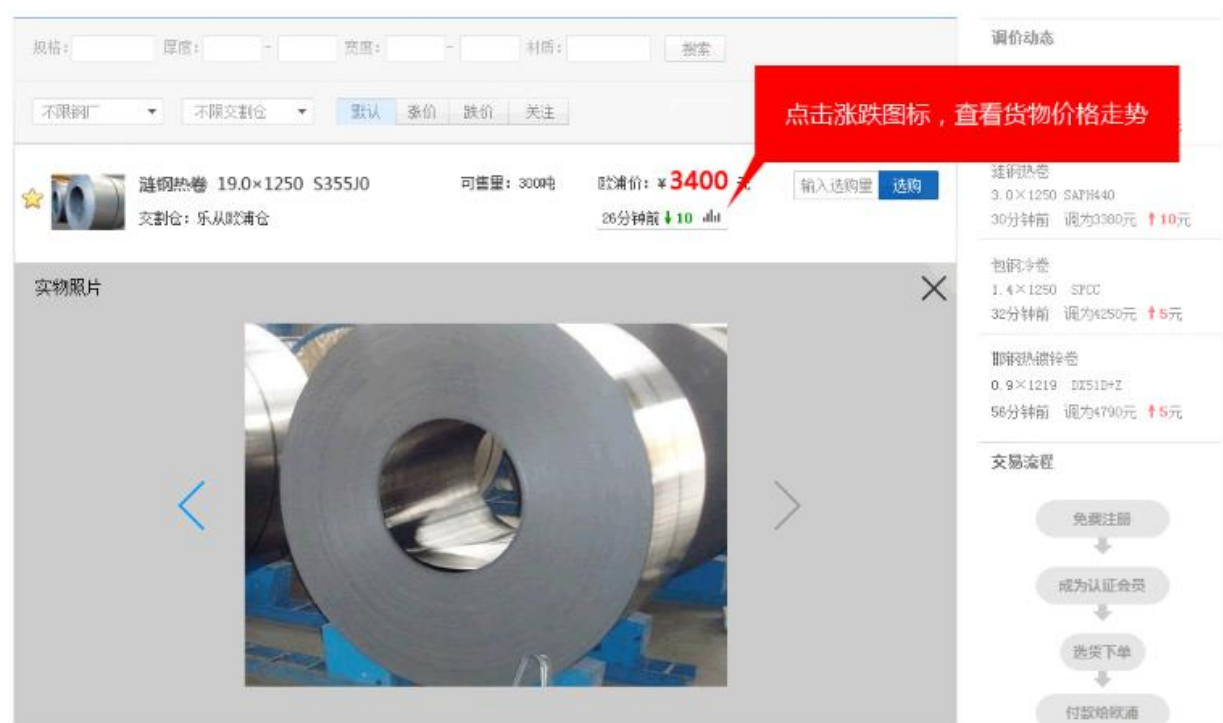 规格: 厚度: - 宽度: - 材质: 搜索
不限钢厂 不限交割仓 默认 涨价 跌价 关注
点击涨跌图标，查看货物价格走势
涟钢热卷 19.0×1250 S355J0 可售量: 300吨 欧浦价: ¥3400 元 输入选购量 选购
交割仓: 乐从欧浦仓 26分钟前 ↓10
实物照片
调价动态
涟钢热卷
3.0×1250 SAPH440
30分钟前 调为3380元 ↑10元
包钢冷卷
1.4×1250 SPCC
32分钟前 调为4250元 ↑5元
邯钢热镀锌卷
0.9×1219 DX51D+Z
56分钟前 调为4790元 ↑5元
交易流程
免费注册
成为认证会员
选货下单
付款给欧浦